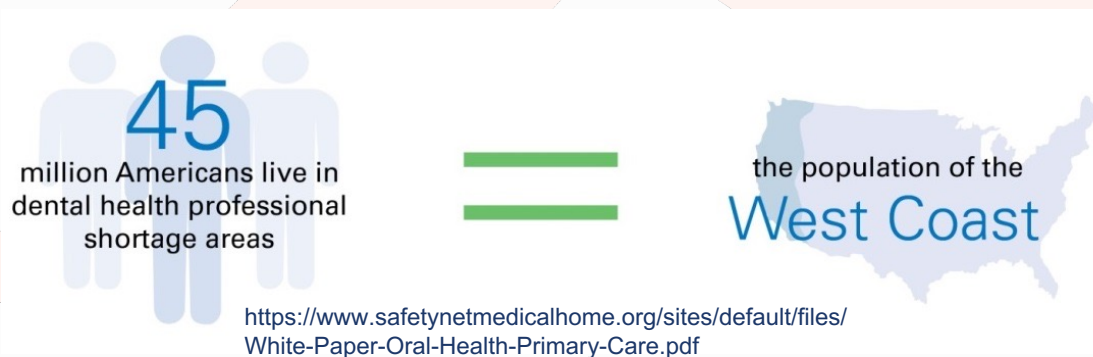 45
million Americans live in
dental health professional
shortage areas
the population of the
West Coast
https://www.safetynetmedicalhome.org/sites/default/files/
White-Paper-Oral-Health-Primary-Care.pdf